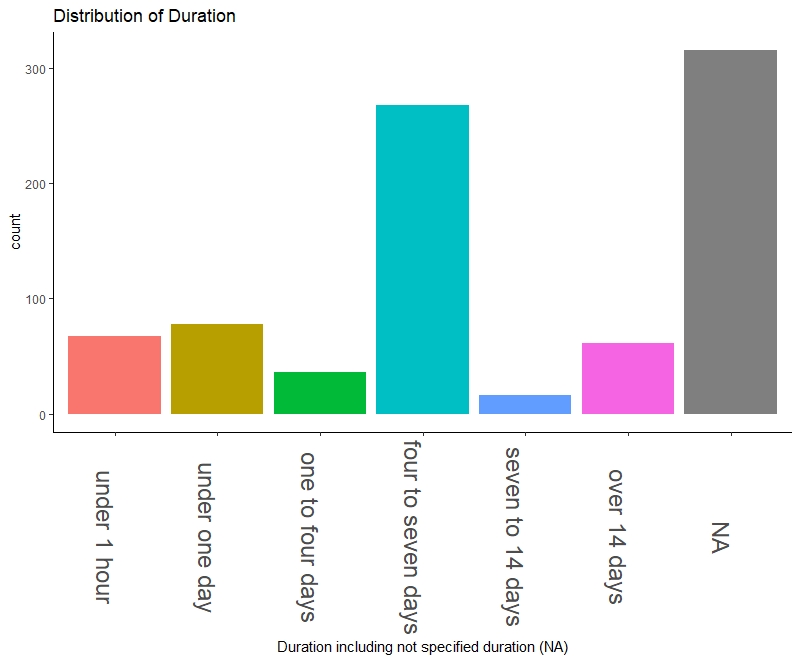 Distribution of Duration
300
200
100
0
count
under 1 hour
under one day
one to four days
four to seven days
seven to 14 days
over 14 days
NA
Duration including not specified duration (NA)